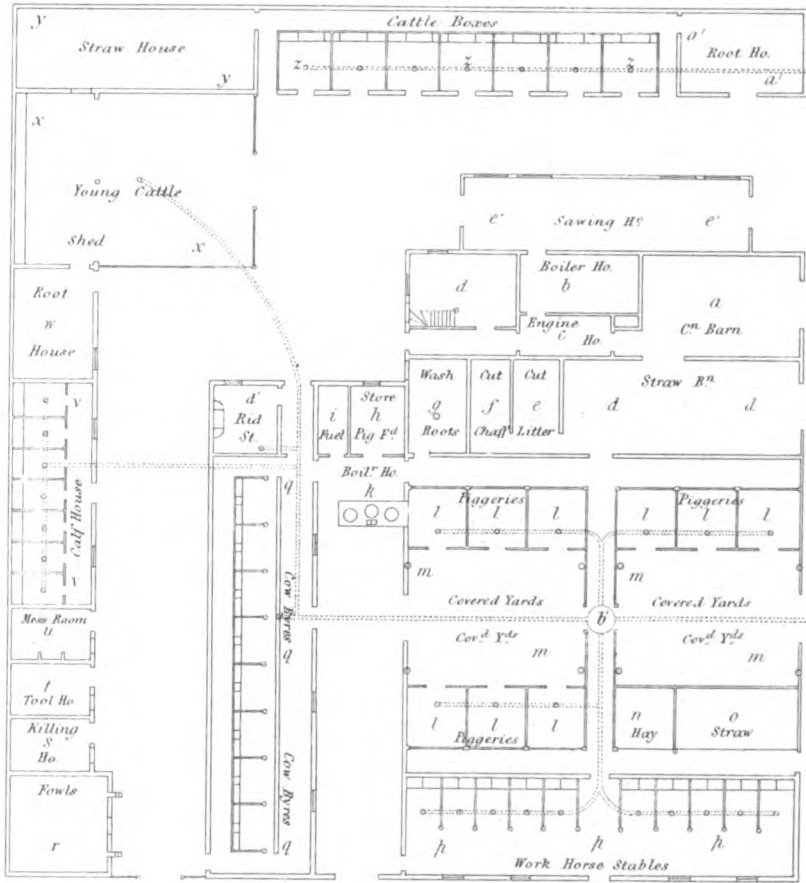 Cattle Boxes
y
Straw House
y
z
z
z
a'
Root Ho.
a'
x
Young Cattle
Shed
x
e'
Sawing Ho.
e'
Root
w
House
d
Boiler Ho.
b
Engine
c
Ho.
a
Cn Barn
Wash
g
Roots
Cut
f
Chaff
Cut
e
Litter
Straw Bn
d
d
d'
Rid
St.
i
Fuel
Store
h
Pig Fd
Boilr Ho.
k
v
Calf House
v
q
Cow Byres
q
Cow Byres
q
Piggeries
l
l
l
Piggeries
l
l
l
m
m
Covered Yards
Covered Yards
b'
Covd Yds
m
Covd Yds
m
l
l
l
Piggeries
n
Hay
o
Straw
Mess Room
u
t
Tool Ho.
Killing
s
Ho.
Fowls
r
p
p
p
Work Horse Stables